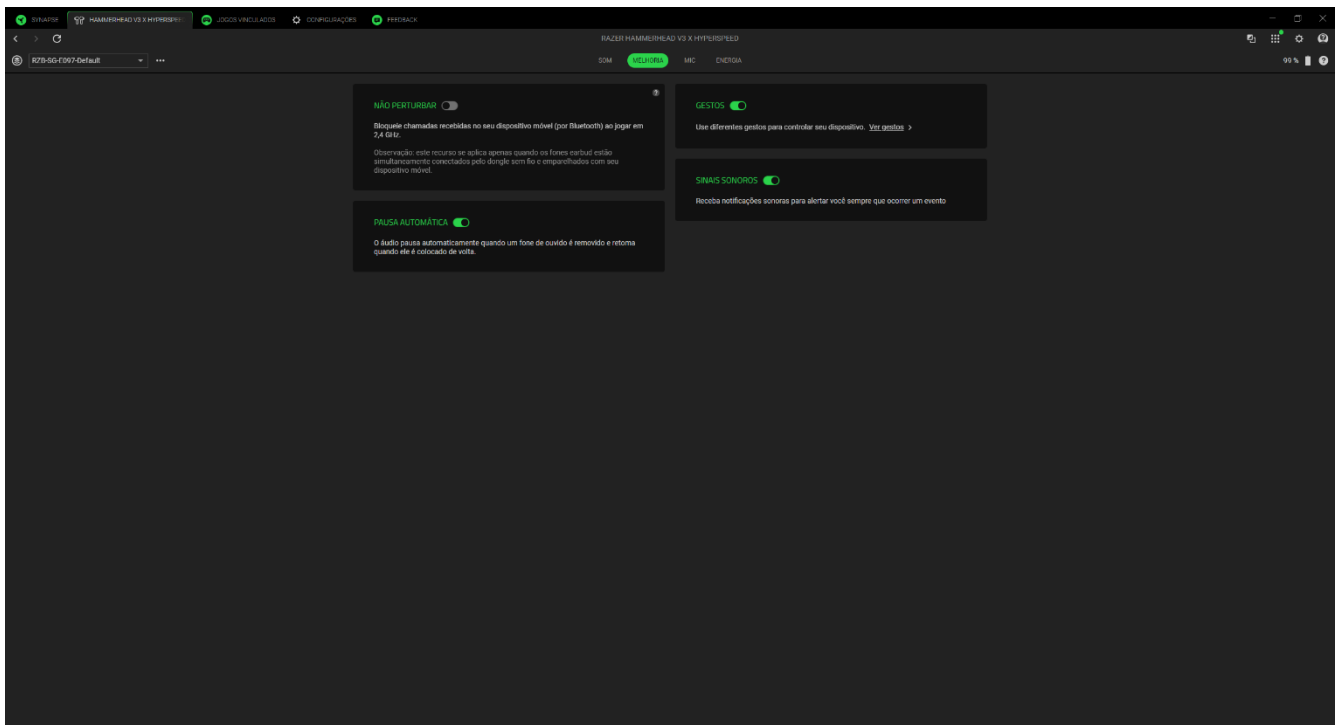 SYNAPSE
HAMMERHEAD V3 X HYPERSPEED
JOGOS VINCULADOS
CONFIGURAÇÕES
FEEDBACK
RAZER HAMMERHEAD V3 X HYPERSPEED
RZB-SG-E097-Default
SOM
MELHORIA
MIC
ENERGIA
99 %
NÃO PERTURBAR
Bloqueie chamadas recebidas no seu dispositivo móvel (por Bluetooth) ao jogar em
2,4 GHz.
Observação: este recurso se aplica apenas quando os fones earbud estão
simultaneamente conectados pelo dongle sem fio e emparelhados com seu
dispositivo móvel.
PAUSA AUTOMÁTICA
O áudio pausa automaticamente quando um fone de ouvido é removido e retoma
quando ele é colocado de volta.
GESTOS
Use diferentes gestos para controlar seu dispositivo. Ver gestos >
SINAIS SONOROS
Receba notificações sonoras para alertar você sempre que ocorrer um evento